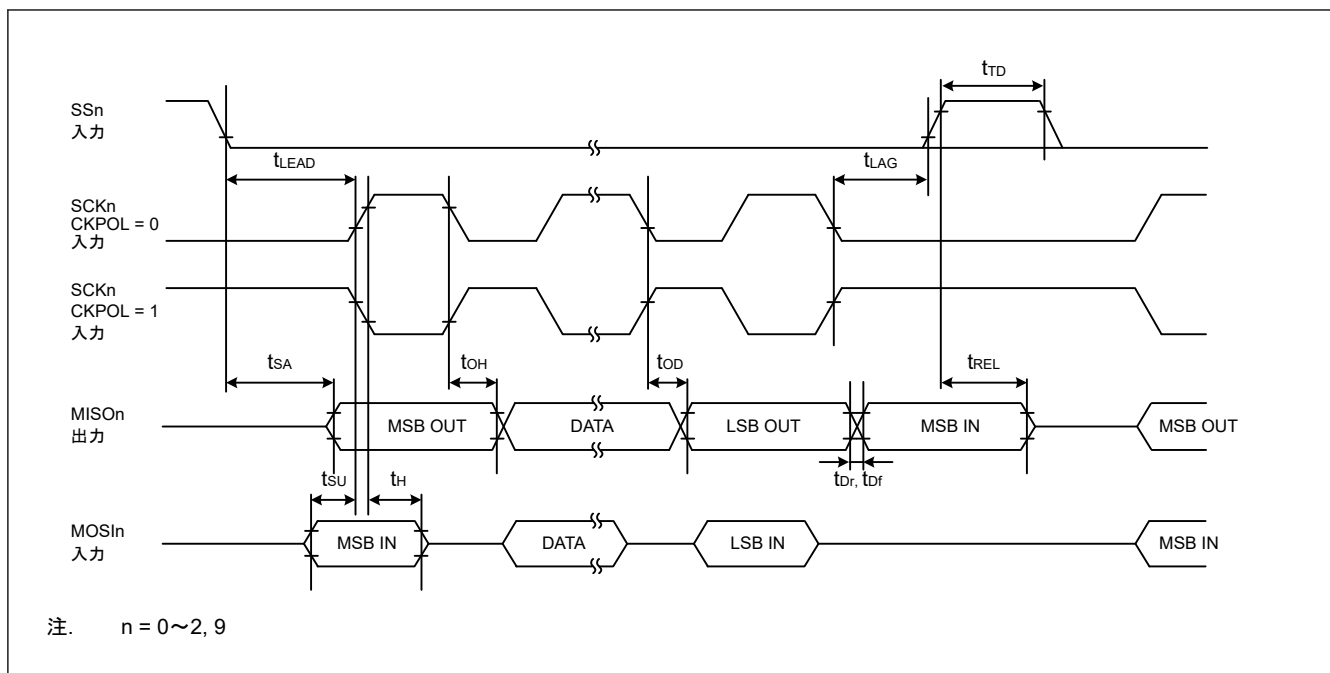 tTD
SSn
入力
tLEAD
tLAG
SCKn
CKPOL = 0
入力
SCKn
CKPOL = 1
入力
tSA
tOH
tOD
tREL
MISOn
出力
MSB OUT
DATA
LSB OUT
MSB IN
MSB OUT
tSU
tH
tDr, tDf
MOSIn
入力
MSB IN
DATA
LSB IN
MSB IN
注. n = 0～2, 9